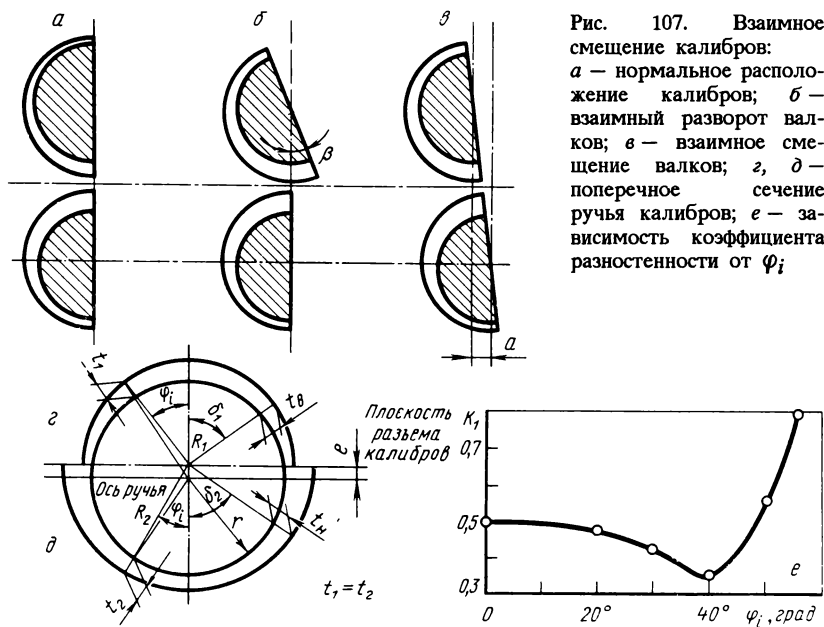 а
б
в
β
а
Рис. 107. Взаимное
смещение калибров:
а — нормальное располо-
жение калибров; б —
взаимный разворот вал-
ков; в — взаимное сме-
щение валков; г, д —
поперечное сечение
ручья калибров; е — за-
висимость коэффициента
разностенности от φi
г
д
t1
φi
δ1
tв
R1
Плоскость
разъема
калибров
e
Ось ручья
R2
φi
δ2
r
tн'
t2
t1 = t2
K1
0,7
0,5
0,3
е
0
20°
40°
φi, град